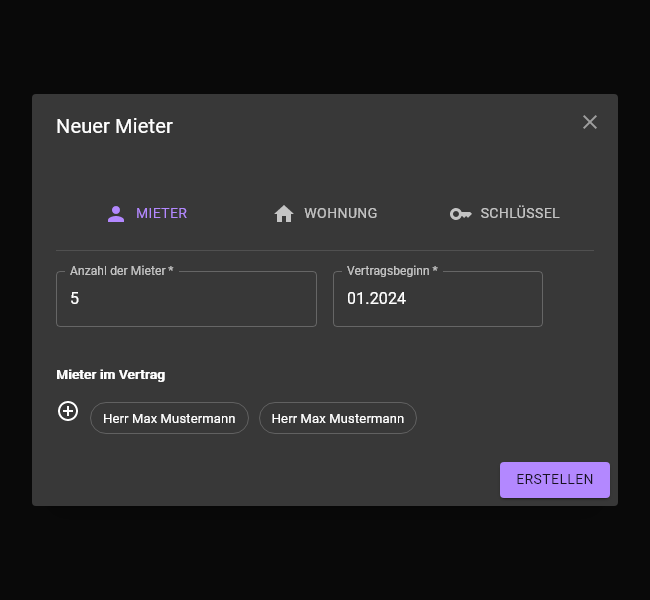 Neuer Mieter
MIETER WOHNUNG SCHLÜSSEL
Anzahl der Mieter * Vertragsbeginn *
5 01.2024
Mieter im Vertrag
Herr Max Mustermann Herr Max Mustermann
ERSTELLEN